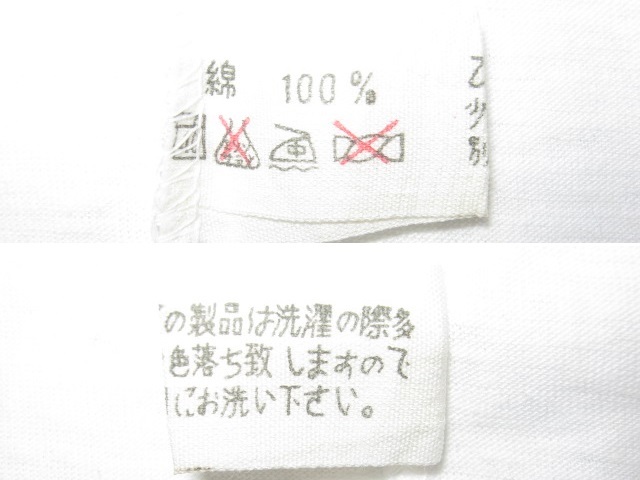 綿 100%
中
の製品は洗濯の際多
色落ち致しますので
にお洗い下さい。